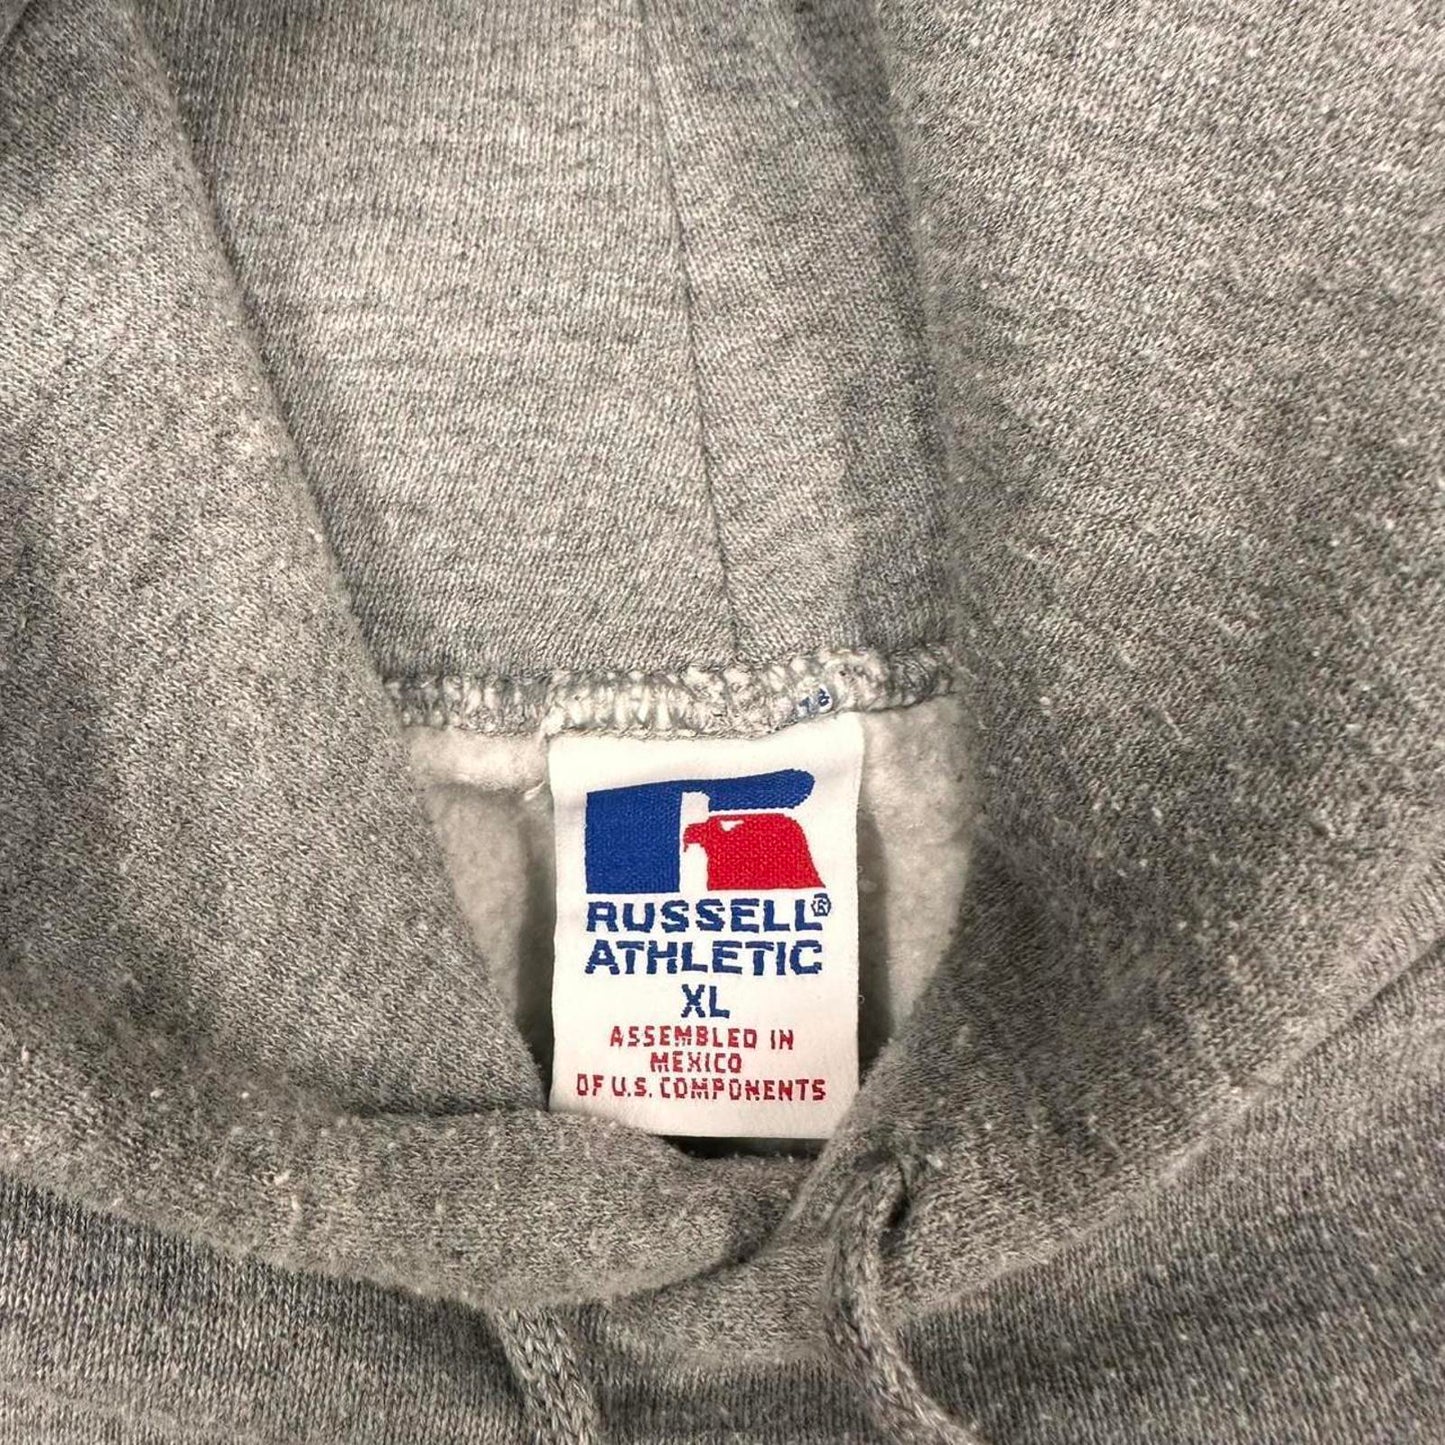 RUSSELL®
ATHLETIC
XL
ASSEMBLED IN
MEXICO
OF U.S. COMPONENTS